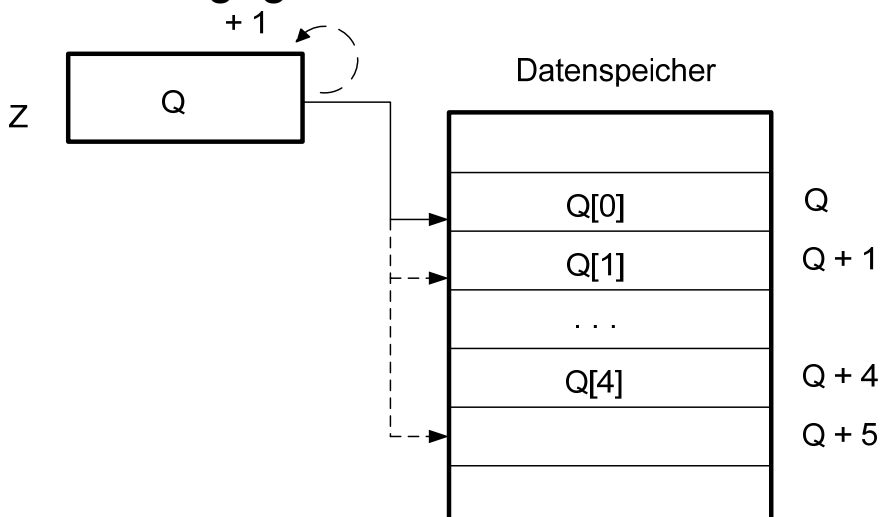 + 1
Datenspeicher
Z
Q
Q[0]
Q
Q[1]
Q + 1
. . .
Q[4]
Q + 4
Q + 5